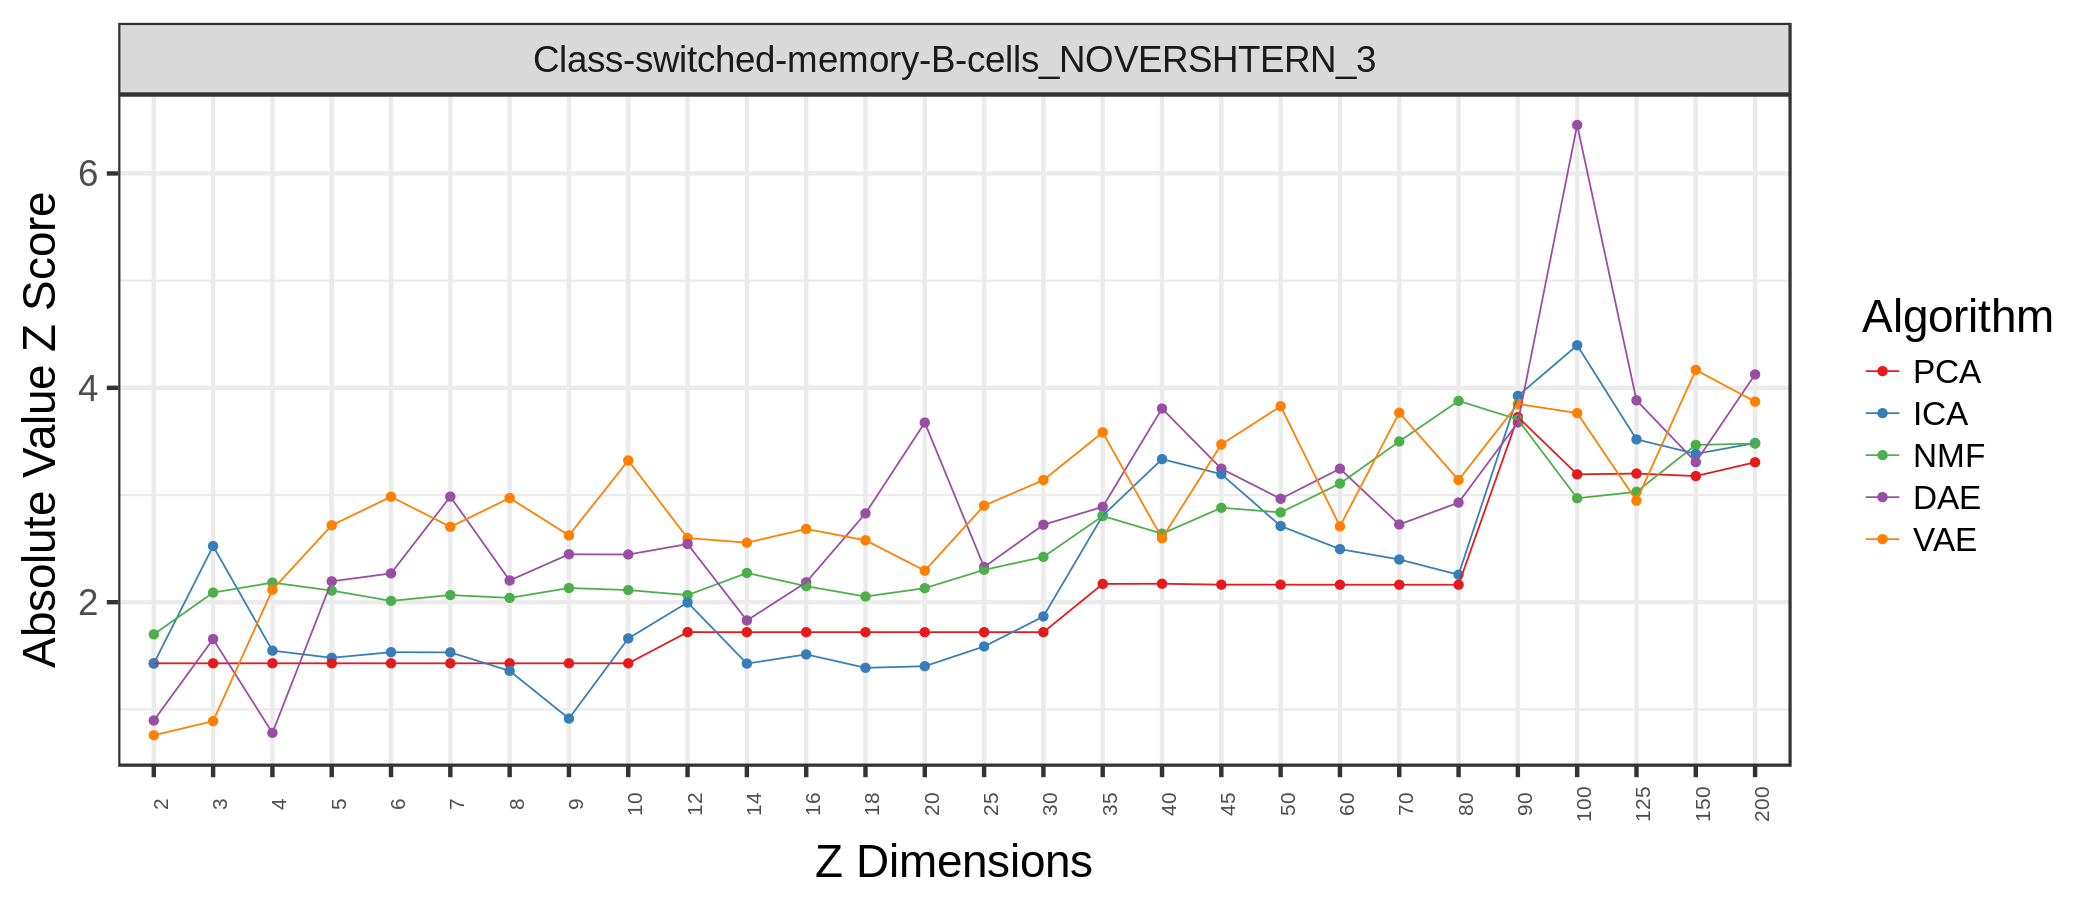 Class-switched-memory-B-cells_NOVERSHTERN_3
Absolute Value Z Score
6
4
2
2 3 4 5 6 7 8 9 10 12 14 16 18 20 25 30 35 40 45 50 60 70 80 90 100 125 150 200
Z Dimensions
Algorithm
PCA
ICA
NMF
DAE
VAE